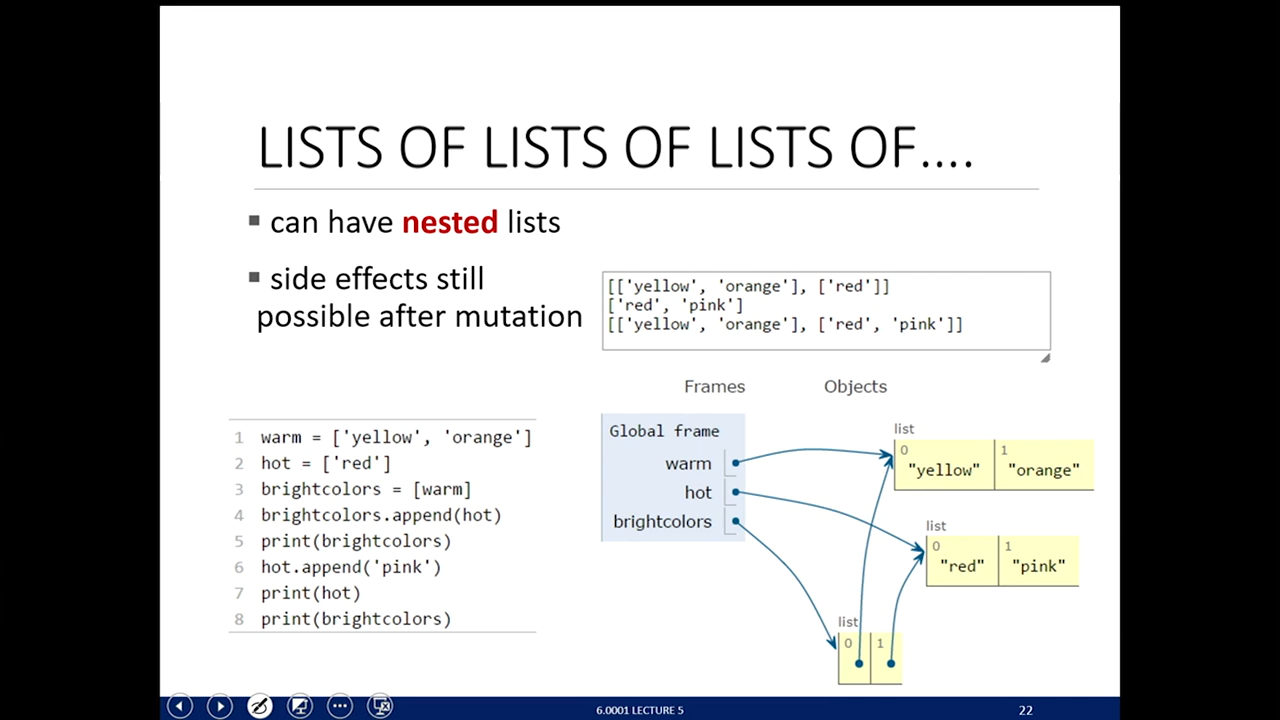 LISTS OF LISTS OF LISTS OF....
▪ can have nested lists
▪ side effects still
possible after mutation
[['yellow', 'orange'], ['red']]
['red', 'pink']
[['yellow', 'orange'], ['red', 'pink']]
1 warm = ['yellow', 'orange']
2 hot = ['red']
3 brightcolors = [warm]
4 brightcolors.append(hot)
5 print(brightcolors)
6 hot.append('pink')
7 print(hot)
8 print(brightcolors)
Frames Objects
Global frame
warm
hot
brightcolors
list
0 1
"yellow" "orange"
list
0 1
"red" "pink"
list
0 1
6.0001 LECTURE 5
22